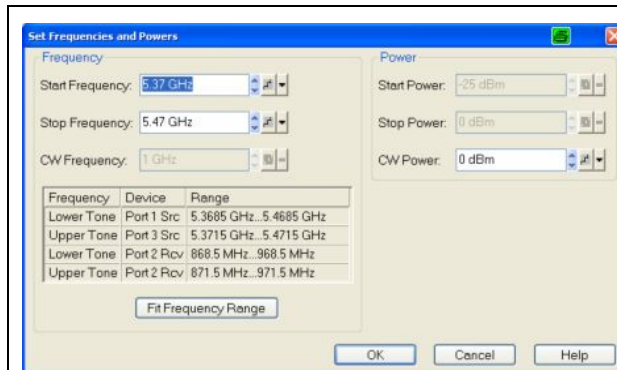 Set Frequencies and Powers
Frequency
Start Frequency: 5.37 GHz
Stop Frequency: 5.47 GHz
CW Frequency: 1 GHz
Frequency Device Range
Lower Tone Port 1 Src 5.3685 GHz...5.4685 GHz
Upper Tone Port 3 Src 5.3715 GHz...5.4715 GHz
Lower Tone Port 2 Rcv 868.5 MHz...968.5 MHz
Upper Tone Port 2 Rcv 871.5 MHz...971.5 MHz
Fit Frequency Range
Power
Start Power: -25 dBm
Stop Power: 0 dBm
CW Power: 0 dBm
OK Cancel Help